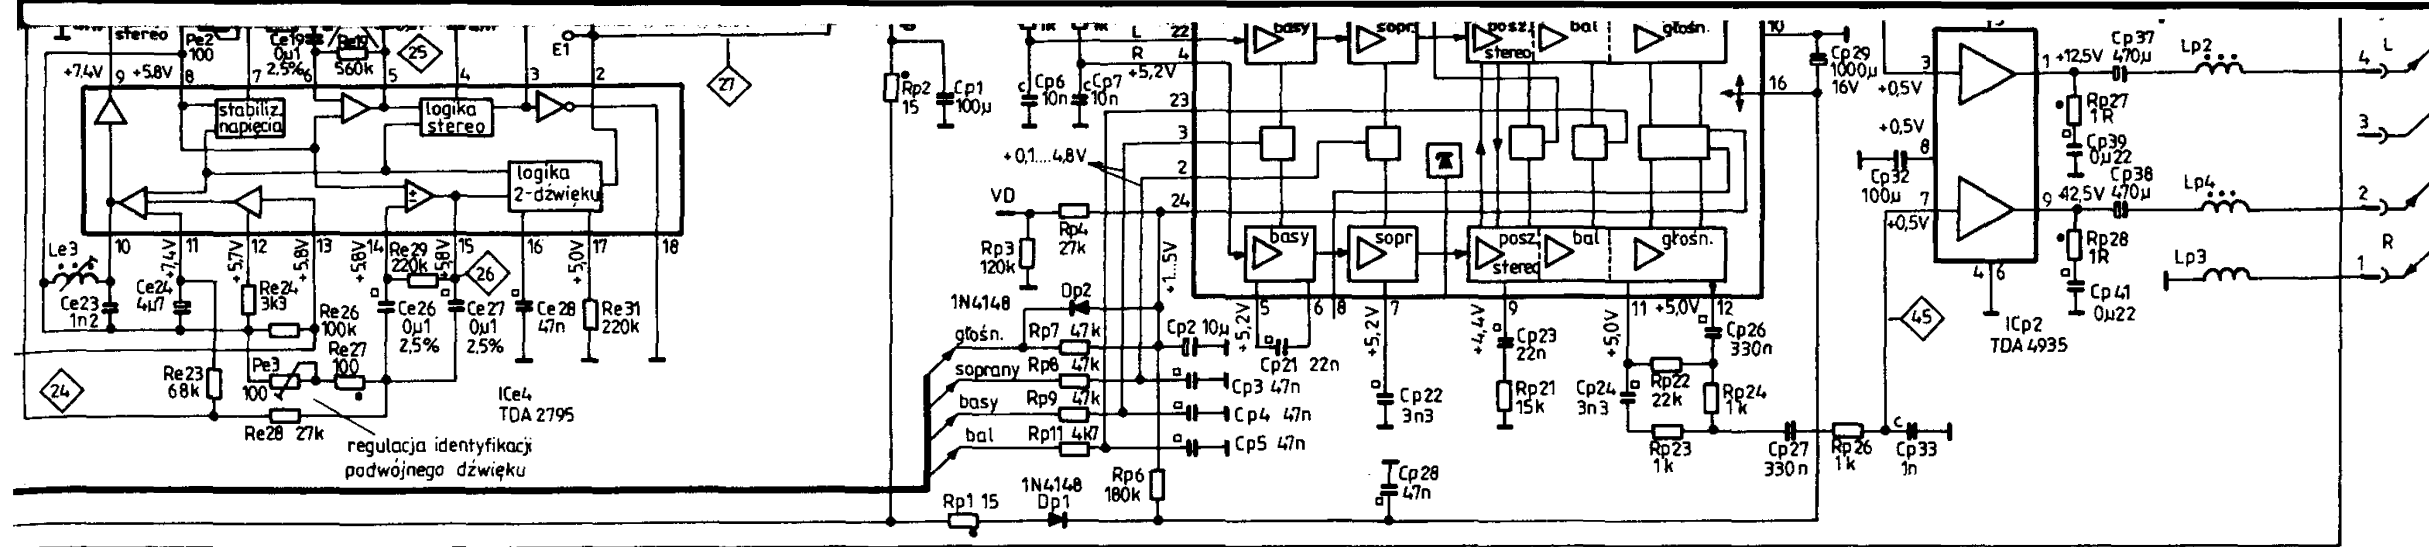 stereo
Pe2
100
Ce19
0µ1
2,5%
Re19
560k
25
E1
27
+7,4V
9
+5,8V
8
7
6
5
4
3
2
stabiliz.
napięcia
logika
stereo
logika
2-dźwięku
10
11
12
13
14
15
16
17
18
+7,4V
+5,7V
+5,8V
+5,8V
+5,8V
+5,0V
Le3
Ce23
1n2
Ce24
4µ7
Re24
3k3
Re26
100k
Re29
220k
26
Ce26
0µ1
2,5%
Ce27
0µ1
2,5%
Ce28
47n
Re31
220k
Pe3
100
Re27
100
Re23
68k
24
Re28 27k
ICe4
TDA 2795
regulacja identyfikacji
podwójnego dźwięku
Rp2
15
Cp1
100µ
L
22
R
4
+5,2V
Cp6
10n
Cp7
10n
23
3
2
24
+0,1....4,8V
VD
Rp4
27k
Rp3
120k
+1...5V
1N4148
Dp2
głośn.
Rp7 47k
Cp2 10µ
soprany
Rp8 47k
Cp3 47n
basy
Rp9 47k
Cp4 47n
bal
Rp11 4k7
Cp5 47n
Rp6
180k
Rp1 15
1N4148
Dp1
basy
sopr
posz.
stereo
bal
głośn.
basy
sopr
posz.
stereo
bal
głośn.
5
6
8
7
9
11
+5,0V
12
+5,2V
+5,2V
+4,4V
+5,0V
Cp21 22n
Cp22
3n3
Cp23
22n
Rp21
15k
Cp24
3n3
Rp22
22k
Cp26
330n
Rp24
1k
Rp23
1k
Cp27
330n
Rp26
1k
Cp33
1n
Cp28
47n
10
16
Cp29
1000µ
16V
3
+0,5V
+0,5V
8
Cp32
100µ
7
+0,5V
1
+12,5V
9
4
6
45
ICp2
TDA 4935
Cp37
470µ
Rp27
1R
Cp39
0µ22
Cp38
470µ
Rp28
1R
Cp41
0µ22
Lp2
Lp4
Lp3
4
L
3
2
R
1